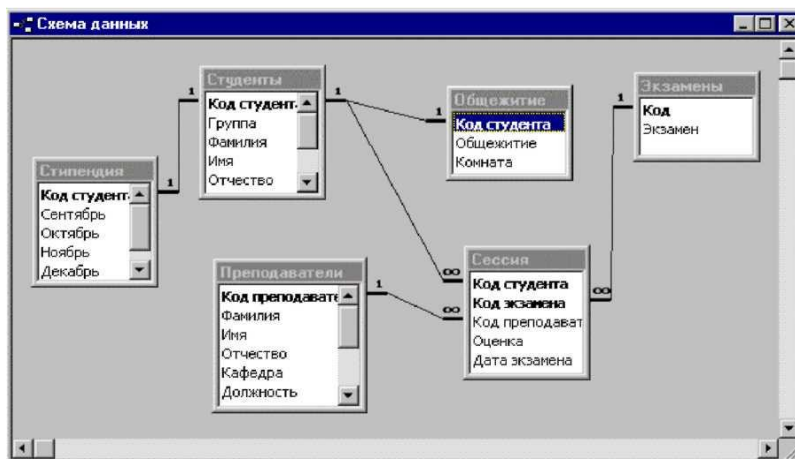 Схема данных
Студенты
Код студент
Группа
Фамилия
Имя
Отчество
1
1
Общежитие
Код студента
Общежитие
Комната
1
Экзамены
Код
Экзамен
1
Стипендия
Код студент
Сентябрь
Октябрь
Ноябрь
Декабрь
1
Преподаватели
Код преподавате
Фамилия
Имя
Отчество
Кафедра
Должность
1
Сессия
Код студента
Код экзамена
Код преподават
Оценка
Дата экзамена
∞
∞
∞